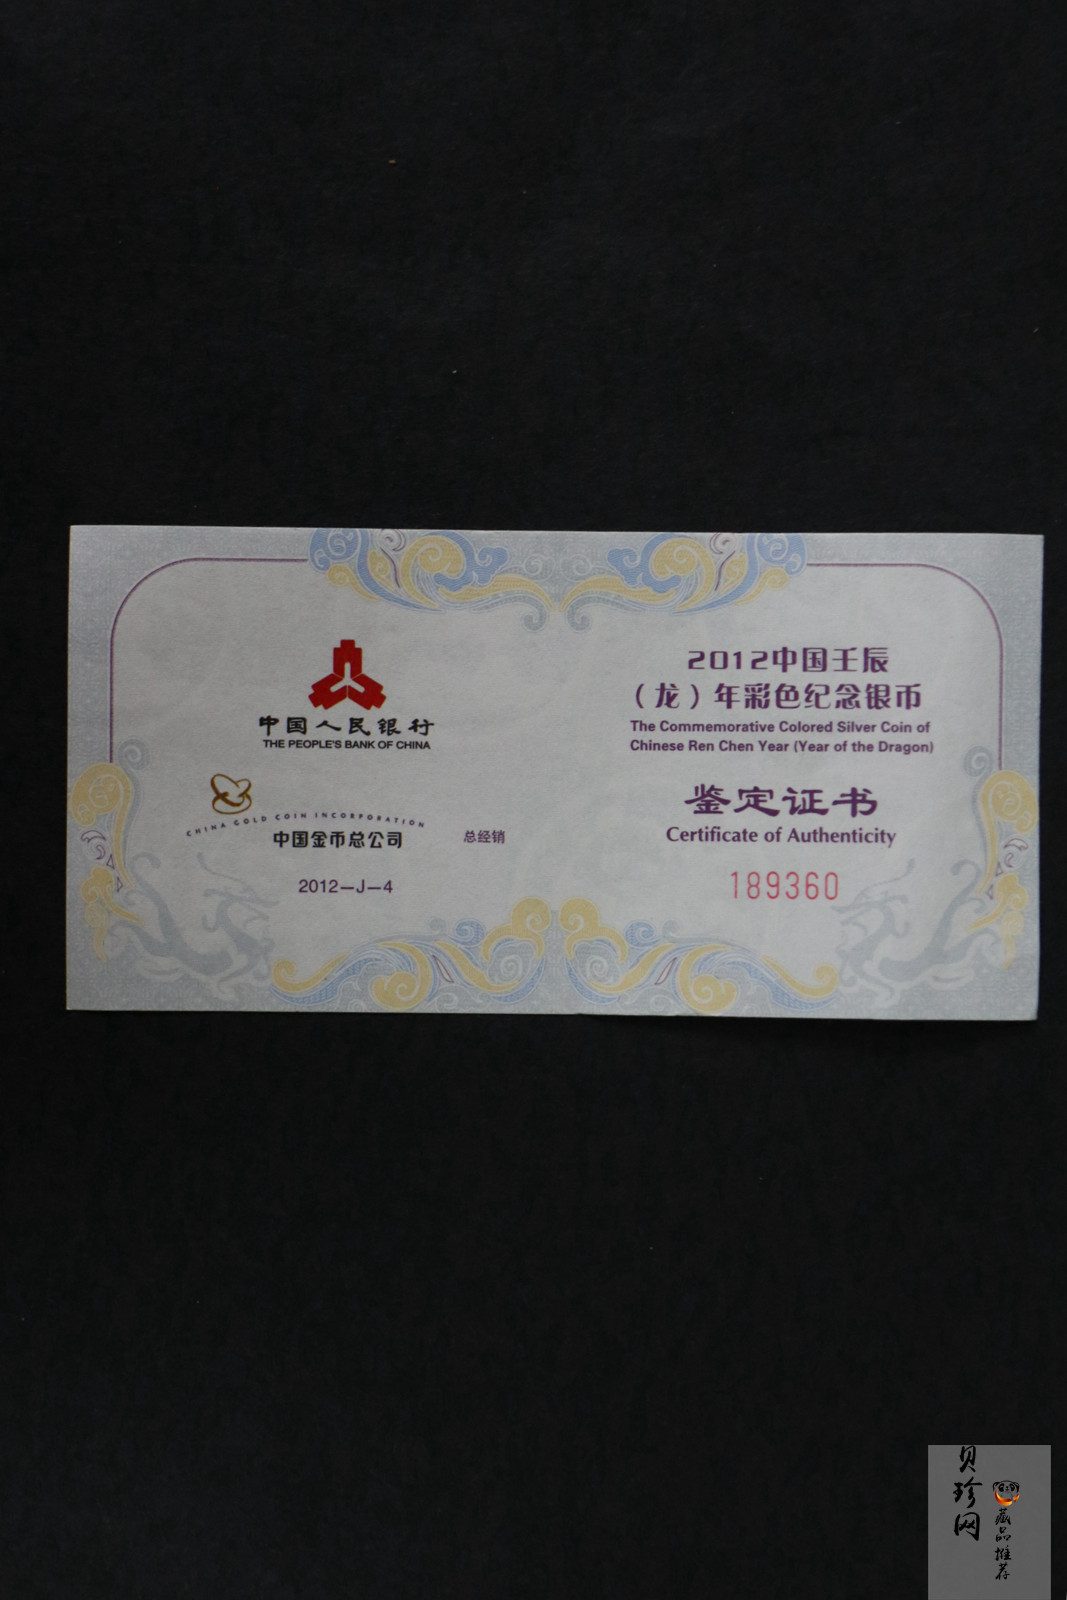 中国人民银行
THE PEOPLE'S BANK OF CHINA
CHINA GOLD COIN INCORPORATION
中国金币总公司
总经销
2012—J—4
2012中国壬辰
（龙）年彩色纪念银币
The Commemorative Colored Silver Coin of
Chinese Ren Chen Year (Year of the Dragon)
鉴定证书
Certificate of Authenticity
189360
贝珍网
藏品推荐